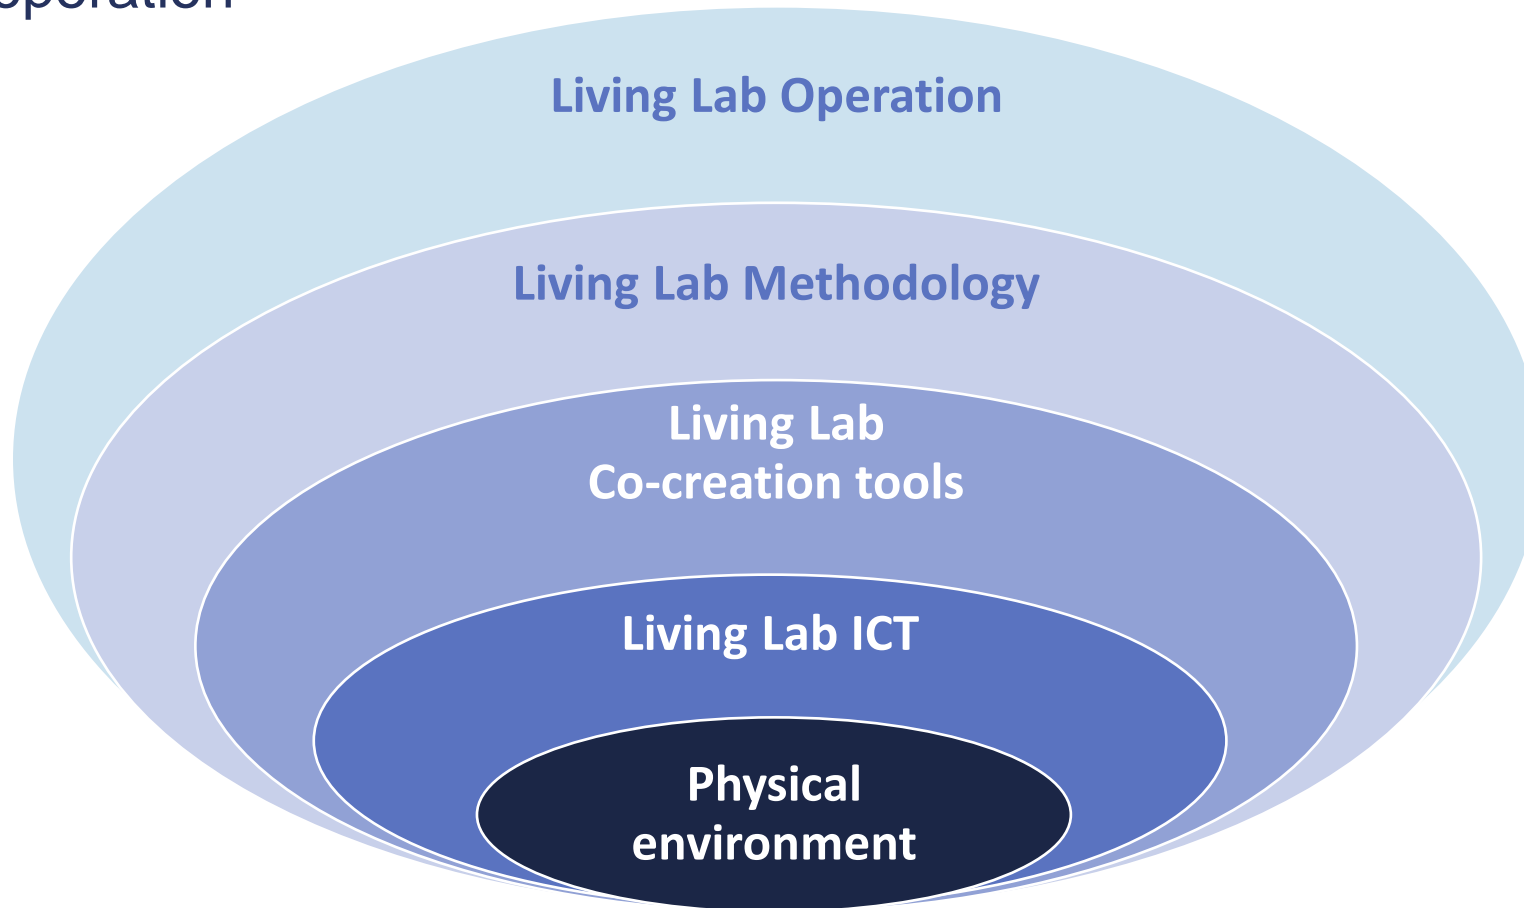 Living Lab Operation
Living Lab Methodology
Living Lab
Co-creation tools
Living Lab ICT
Physical
environment